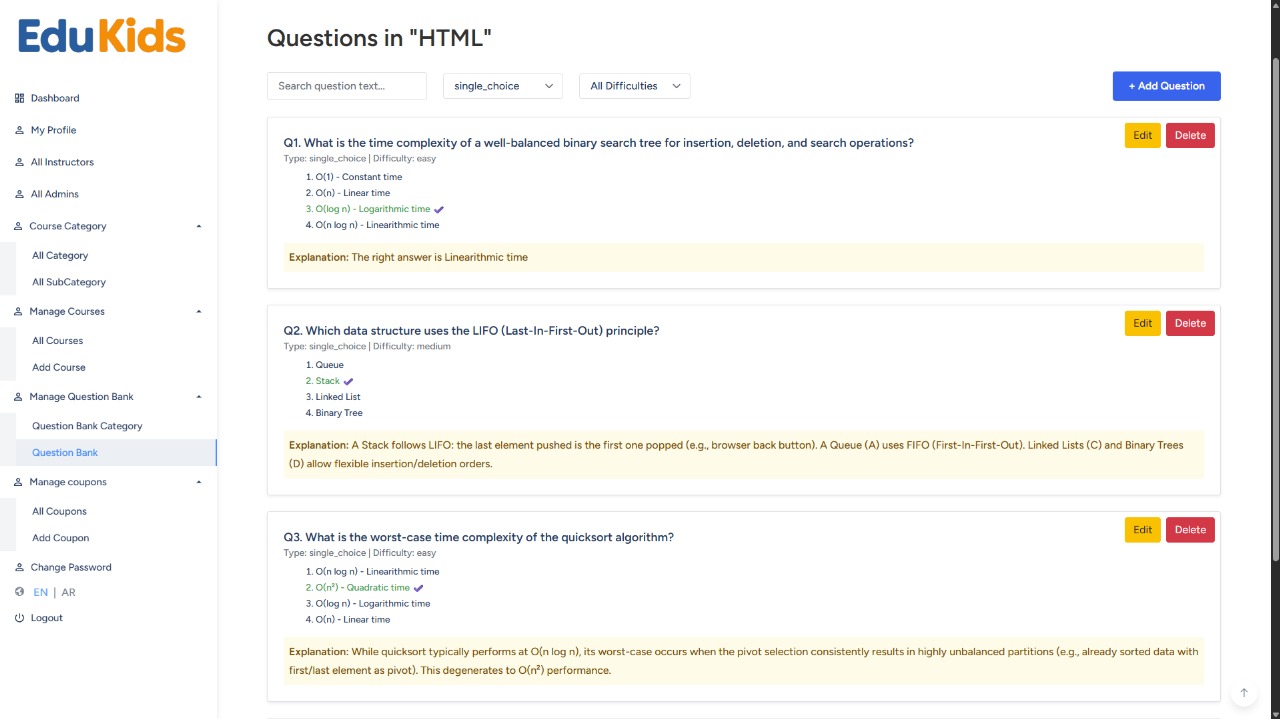 EduKids
Dashboard
My Profile
All Instructors
All Admins
Course Category
All Category
All SubCategory
Manage Courses
All Courses
Add Course
Manage Question Bank
Question Bank Category
Question Bank
Manage coupons
All Coupons
Add Coupon
Change Password
EN | AR
Logout
Questions in "HTML"
Search question text...
single_choice
All Difficulties
+ Add Question
Q1. What is the time complexity of a well-balanced binary search tree for insertion, deletion, and search operations?
Edit
Delete
Type: single_choice | Difficulty: easy
1. O(1) - Constant time
2. O(n) - Linear time
3. O(log n) - Logarithmic time
4. O(n log n) - Linearithmic time
Explanation: The right answer is Linearithmic time
Q2. Which data structure uses the LIFO (Last-In-First-Out) principle?
Edit
Delete
Type: single_choice | Difficulty: medium
1. Queue
2. Stack
3. Linked List
4. Binary Tree
Explanation: A Stack follows LIFO: the last element pushed is the first one popped (e.g., browser back button). A Queue (A) uses FIFO (First-In-First-Out). Linked Lists (C) and Binary Trees
(D) allow flexible insertion/deletion orders.
Q3. What is the worst-case time complexity of the quicksort algorithm?
Edit
Delete
Type: single_choice | Difficulty: easy
1. O(n log n) - Linearithmic time
2. O(n²) - Quadratic time
3. O(log n) - Logarithmic time
4. O(n) - Linear time
Explanation: While quicksort typically performs at O(n log n), its worst-case occurs when the pivot selection consistently results in highly unbalanced partitions (e.g., already sorted data with
first/last element as pivot). This degenerates to O(n²) performance.